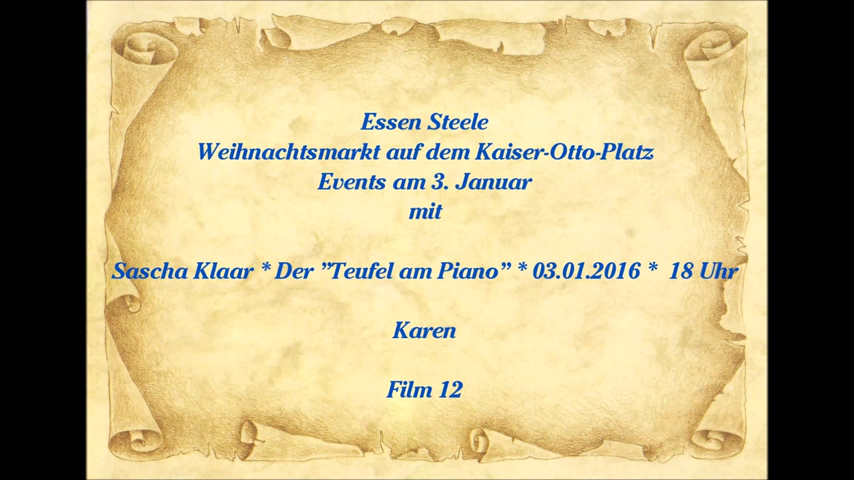 Essen Steele
Weihnachtsmarkt auf dem Kaiser-Otto-Platz
Events am 3. Januar
mit
Sascha Klaar * Der ”Teufel am Piano” * 03.01.2016 * 18 Uhr
Karen
Film 12